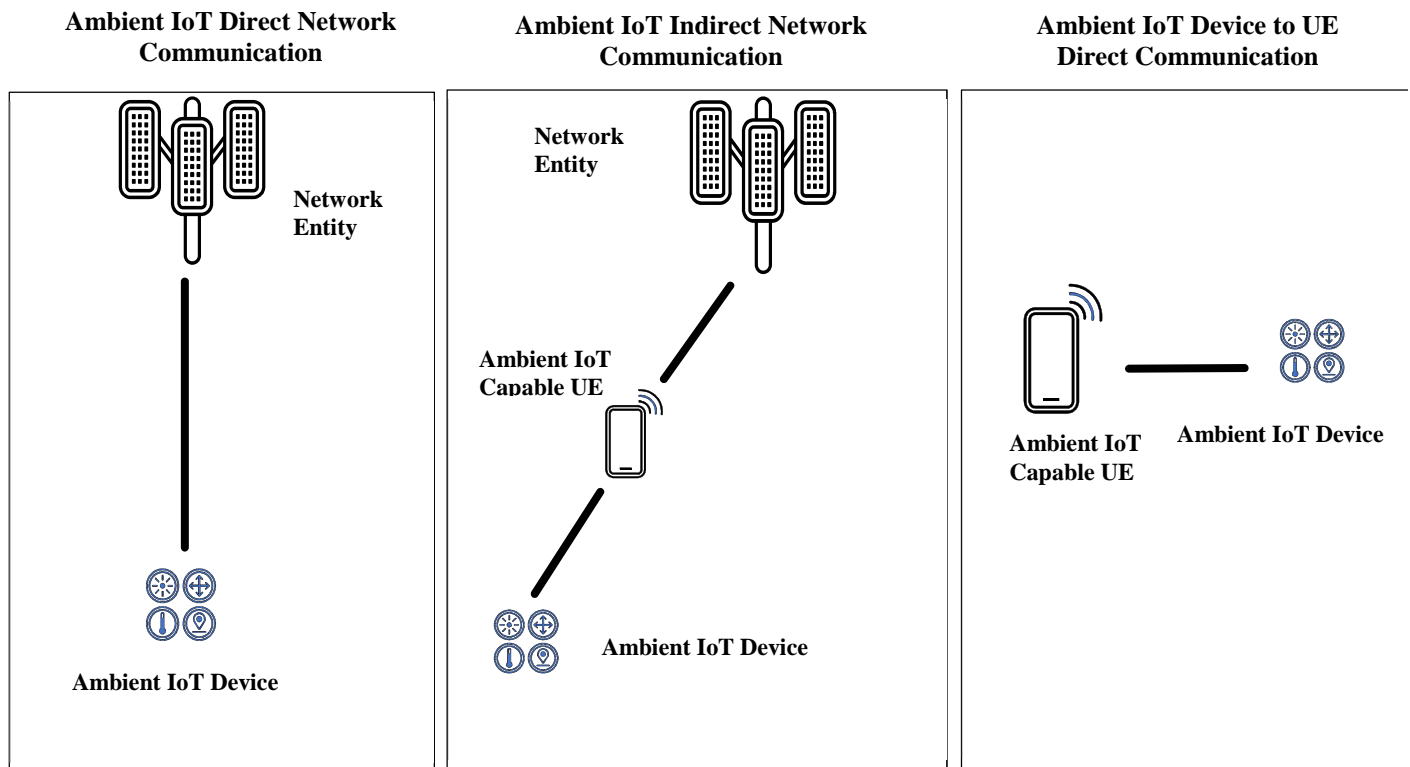 Ambient IoT Direct Network
Communication
Network
Entity
Ambient IoT Device
Ambient IoT Indirect Network
Communication
Network
Entity
Ambient IoT
Capable UE
Ambient IoT Device
Ambient IoT Device to UE
Direct Communication
Ambient IoT
Capable UE
Ambient IoT Device